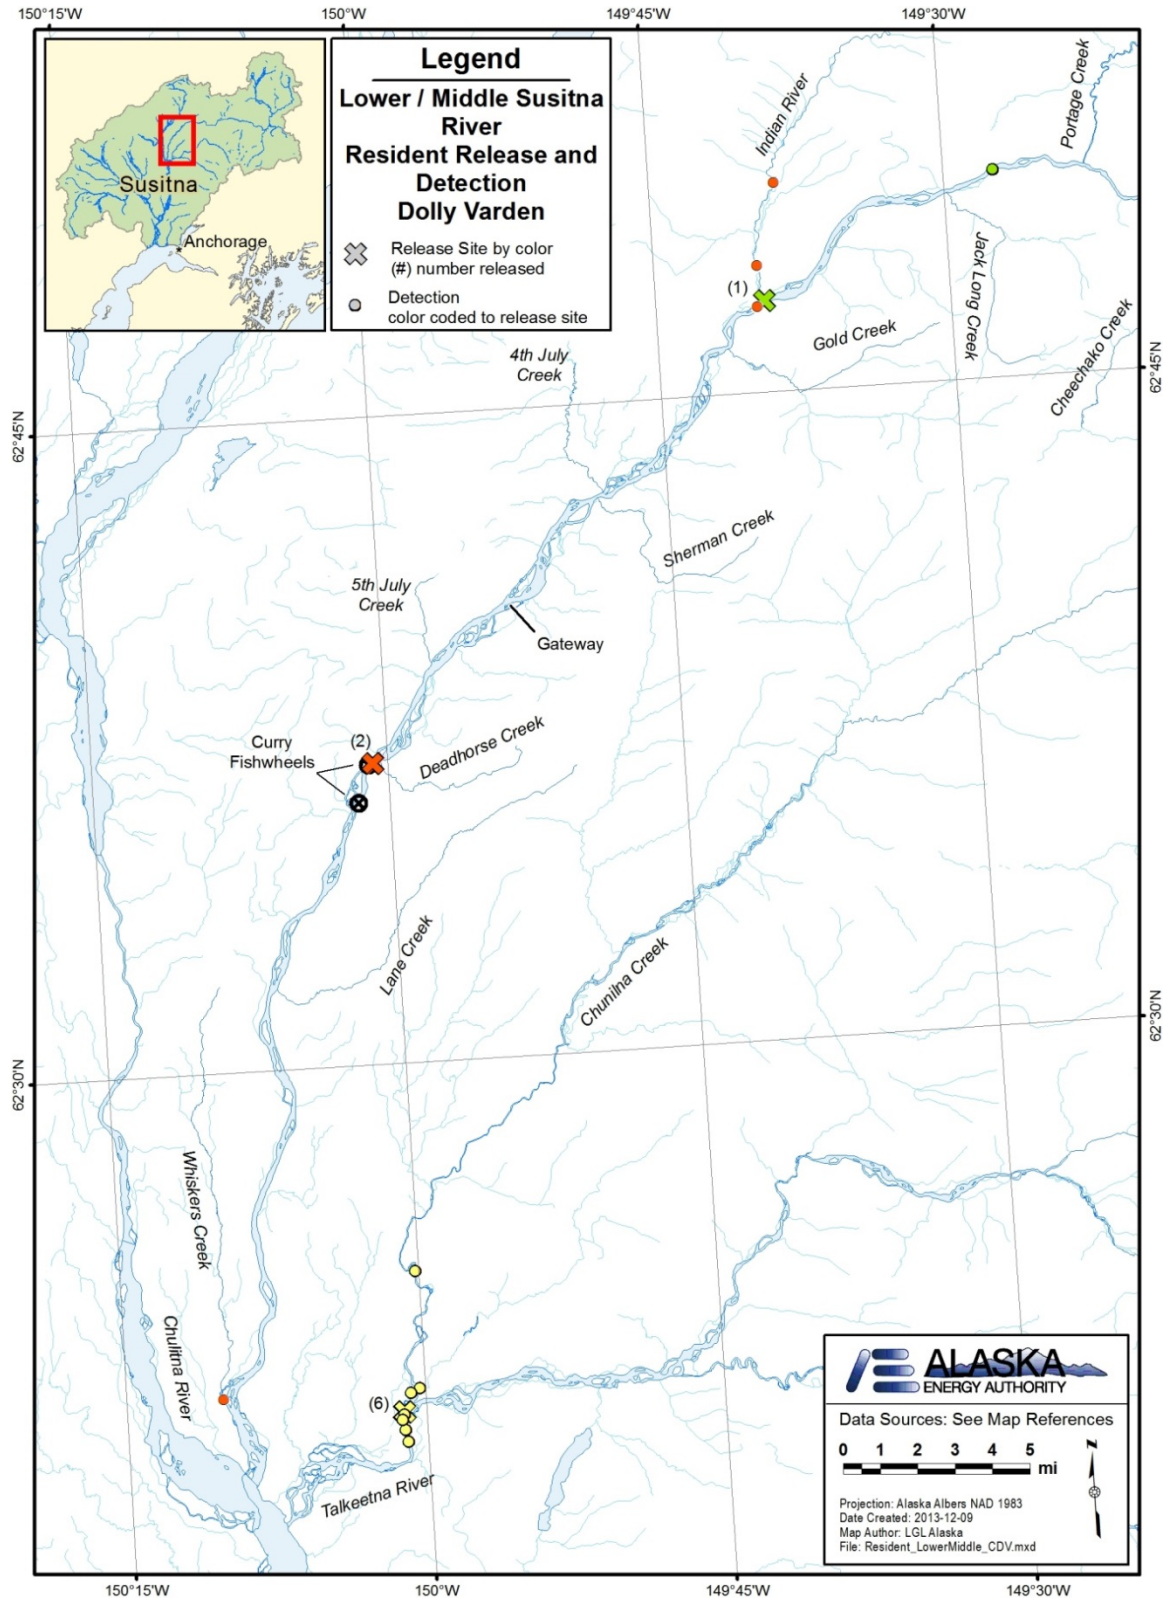 150°15'W
150°0'W
149°45'W
149°30'W
Susitna
Anchorage
Legend
Lower / Middle Susitna
River
Resident Release and
Detection
Dolly Varden
Release Site by color
(#) number released
Detection
color coded to release site
Indian River
Portage Creek
(1)
Jack Long Creek
Gold Creek
Cheechako Creek
4th July
Creek
62°45'N
62°45'N
Sherman Creek
5th July
Creek
Gateway
(2)
Curry
Fishwheels
Deadhorse Creek
Lane Creek
Chunilna Creek
62°30'N
62°30'N
Whiskers Creek
Chulitna River
(6)
Talkeetna River
ALASKA
ENERGY AUTHORITY
Data Sources: See Map References
0 1 2 3 4 5
mi
N
Projection: Alaska Albers NAD 1983
Date Created: 2013-12-09
Map Author: LGL Alaska
File: Resident_LowerMiddle_CDV.mxd
150°15'W
150°0'W
149°45'W
149°30'W